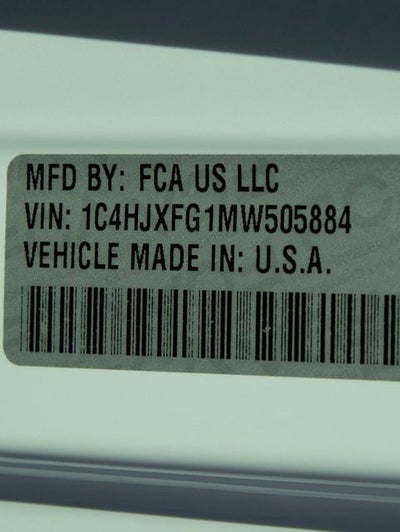 MFD BY: FCA US LLC
VIN: 1C4HJXFG1MW505884
VEHICLE MADE IN: U.S.A.